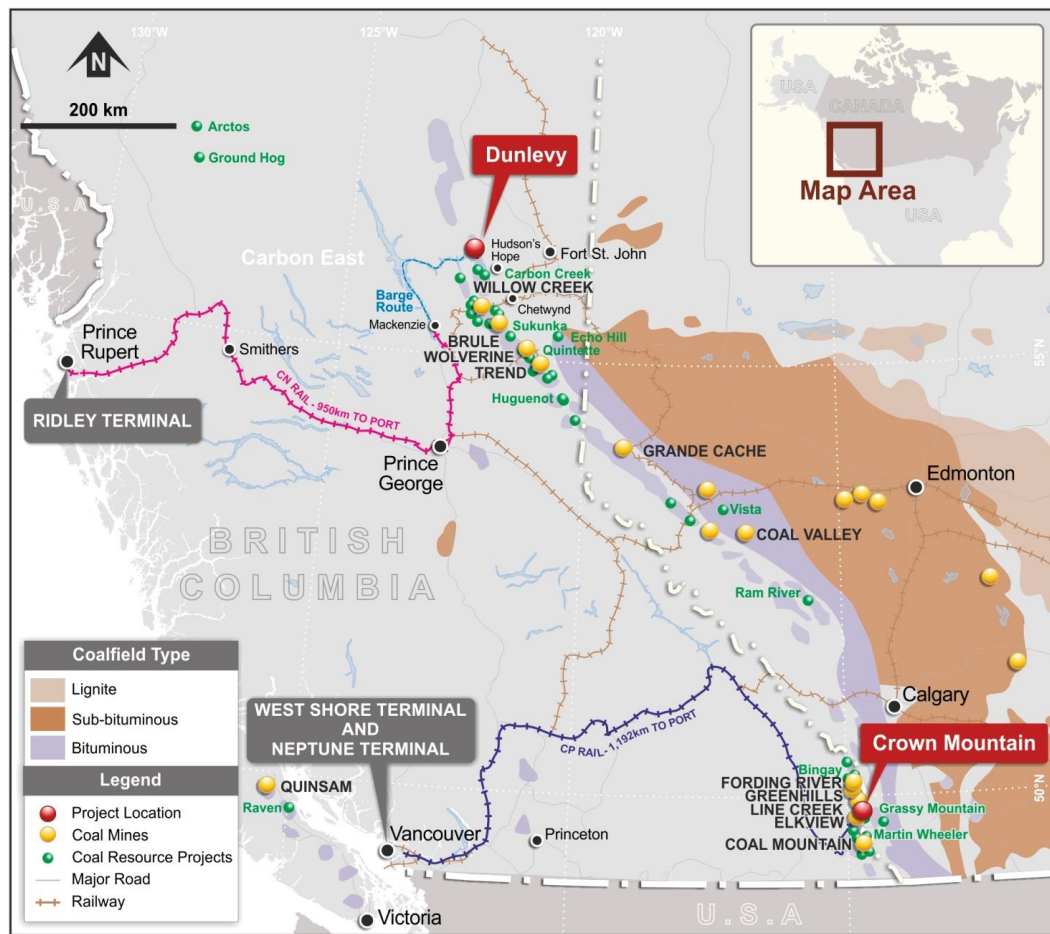 130°W
125°W
120°W
N
200 km
Arctos
Ground Hog
U.S.A
USA
CANADA
USA
Map Area
Dunlevy
Hudson's
Hope
Fort St. John
Carbon East
Carbon Creek
WILLOW CREEK
Barge
Route
Chetwynd
Mackenzie
Sukunka
Echo Hill
BRULE
Quintette
WOLVERINE
TREND
55°N
Prince
Rupert
Smithers
RIDLEY TERMINAL
CN RAIL - 950km TO PORT
Huguenot
Prince
George
GRANDE CACHE
Edmonton
Vista
COAL VALLEY
BRITISH
COLUMBIA
Ram River
Coalfield Type
Lignite
Sub-bituminous
Bituminous
Legend
Project Location
Coal Mines
Coal Resource Projects
Major Road
Railway
WEST SHORE TERMINAL
AND
NEPTUNE TERMINAL
CP RAIL - 1,192km TO PORT
Calgary
Crown Mountain
Bingay
FORDING RIVER
GREENHILLS
LINE CREEK
ELKVIEW
COAL MOUNTAIN
Grassy Mountain
Martin Wheeler
50°N
QUINSAM
Raven
Vancouver
Princeton
Victoria
U.S.A